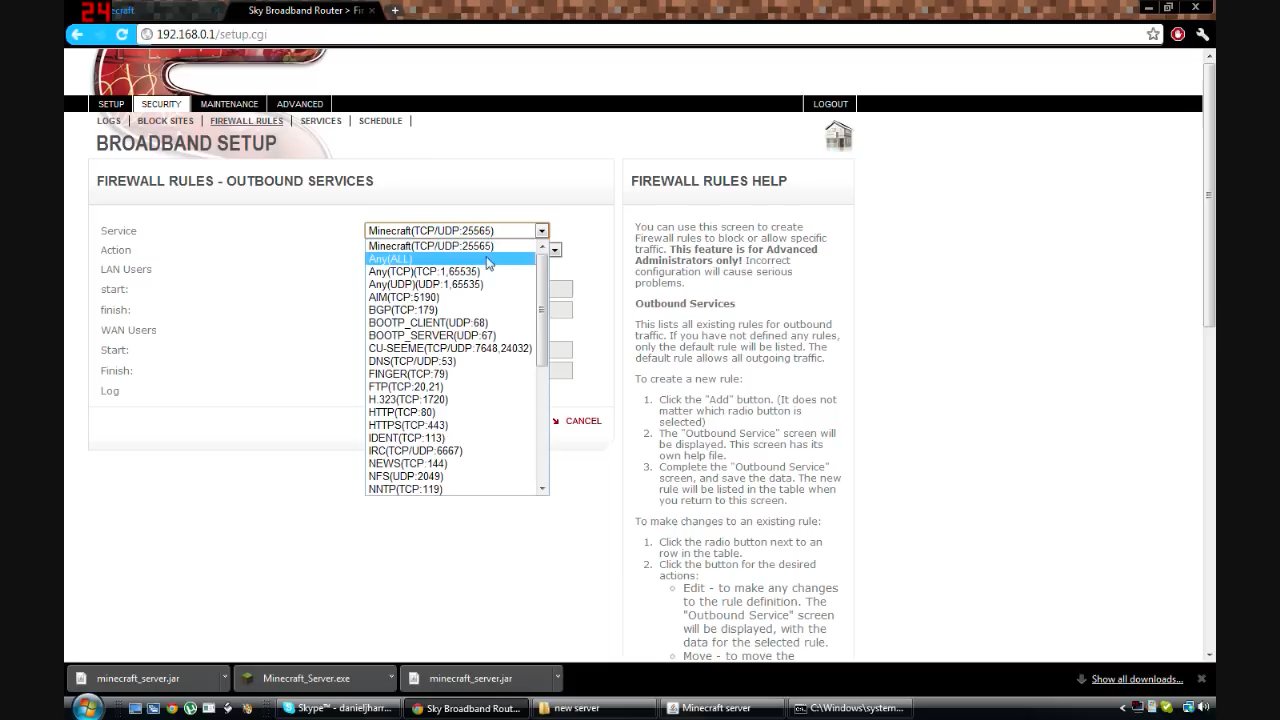 24
ecraft
Sky Broadband Router > Fir
192.168.0.1/setup.cgi
SETUP SECURITY MAINTENANCE ADVANCED LOGOUT
LOGS BLOCK SITES FIREWALL RULES SERVICES SCHEDULE
BROADBAND SETUP
FIREWALL RULES - OUTBOUND SERVICES
Service
Action
LAN Users
start:
finish:
WAN Users
Start:
Finish:
Log
Minecraft(TCP/UDP:25565)
Minecraft(TCP/UDP:25565)
Any(ALL)
Any(TCP)(TCP:1,65535)
Any(UDP)(UDP:1,65535)
AIM(TCP:5190)
BGP(TCP:179)
BOOTP_CLIENT(UDP:68)
BOOTP_SERVER(UDP:67)
CU-SEEME(TCP/UDP:7648,24032)
DNS(TCP/UDP:53)
FINGER(TCP:79)
FTP(TCP:20,21)
H.323(TCP:1720)
HTTP(TCP:80)
HTTPS(TCP:443)
IDENT(TCP:113)
IRC(TCP/UDP:6667)
NEWS(TCP:144)
NFS(UDP:2049)
NNTP(TCP:119)
CANCEL
FIREWALL RULES HELP
You can use this screen to create
Firewall rules to block or allow specific
traffic. This feature is for Advanced
Administrators only! Incorrect
configuration will cause serious
problems.
Outbound Services
This lists all existing rules for outbound
traffic. If you have not defined any rules,
only the default rule will be listed. The
default rule allows all outgoing traffic.
To create a new rule:
1. Click the "Add" button. (It does not
matter which radio button is
selected)
2. The "Outbound Service" screen will
be displayed. This screen has its
own help file.
3. Complete the "Outbound Service"
screen, and save the data. The new
rule will be listed in the table when
you return to this screen.
To make changes to an existing rule:
1. Click the radio button next to an
row in the table.
2. Click the button for the desired
actions:
Edit - to make any changes
to the rule definition. The
"Outbound Service" screen
will be displayed, with the
data for the selected rule.
Move - to move the
minecraft_server.jar Minecraft_Server.exe minecraft_server.jar Show all downloads...
Skype™ - danieljharr... Sky Broadband Rout... new server Minecraft server C:\Windows\system...